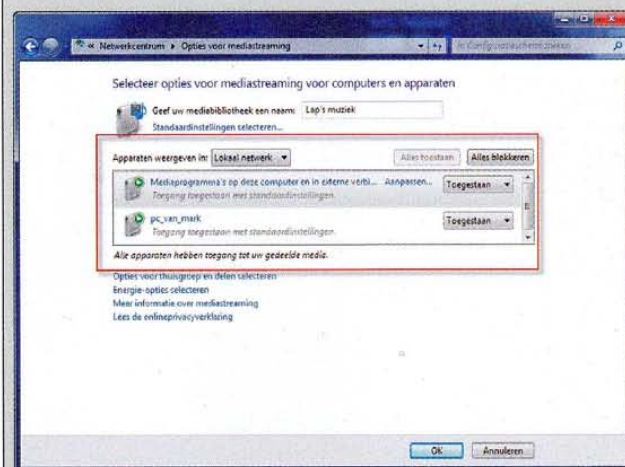 « Netwerkcentrum ▸ Opties voor mediastreaming
In Configuratiescherm zoeken
Selecteer opties voor mediastreaming voor computers en apparaten
Geef uw mediabibliotheek een naam: Lap's muziek
Standaardinstellingen selecteren...
Apparaten weergeven in: Lokaal netwerk Alles toestaan Alles blokkeren
Mediaprogramma's op deze computer en in externe verbi... Aanpassen... Toegestaan
Toegang toegestaan met standaardinstellingen.
pc_van_mark Toegestaan
Toegang toegestaan met standaardinstellingen.
Alle apparaten hebben toegang tot uw gedeelde media.
Opties voor thuisgroep en delen selecteren
Energie-opties selecteren
Meer informatie over mediastreaming
Lees de onlineprivacyverklaring
OK Annuleren